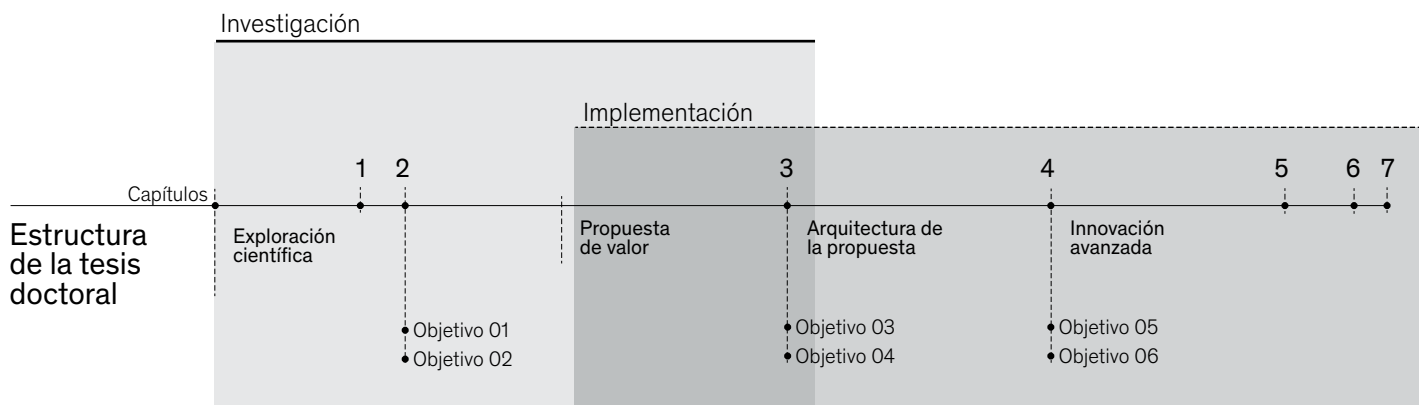 Investigación
Implementación
1 2 3 4 5 6 7
Capítulos
Estructura
de la tesis
doctoral
Exploración
científica
Propuesta
de valor
Arquitectura de
la propuesta
Innovación
avanzada
Objetivo 01
Objetivo 02
Objetivo 03
Objetivo 04
Objetivo 05
Objetivo 06